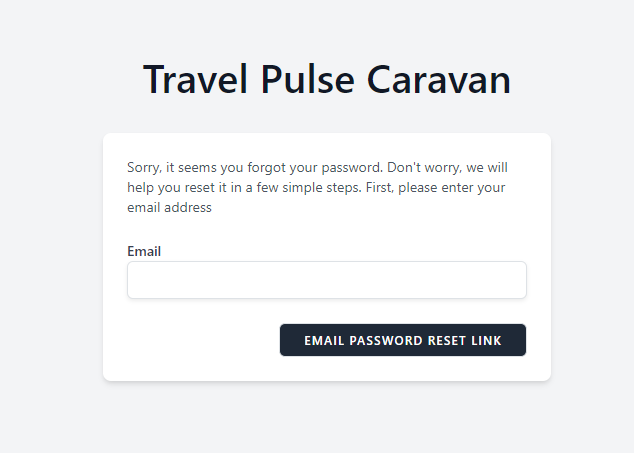 Travel Pulse Caravan
Sorry, it seems you forgot your password. Don't worry, we will
help you reset it in a few simple steps. First, please enter your
email address
Email
EMAIL PASSWORD RESET LINK